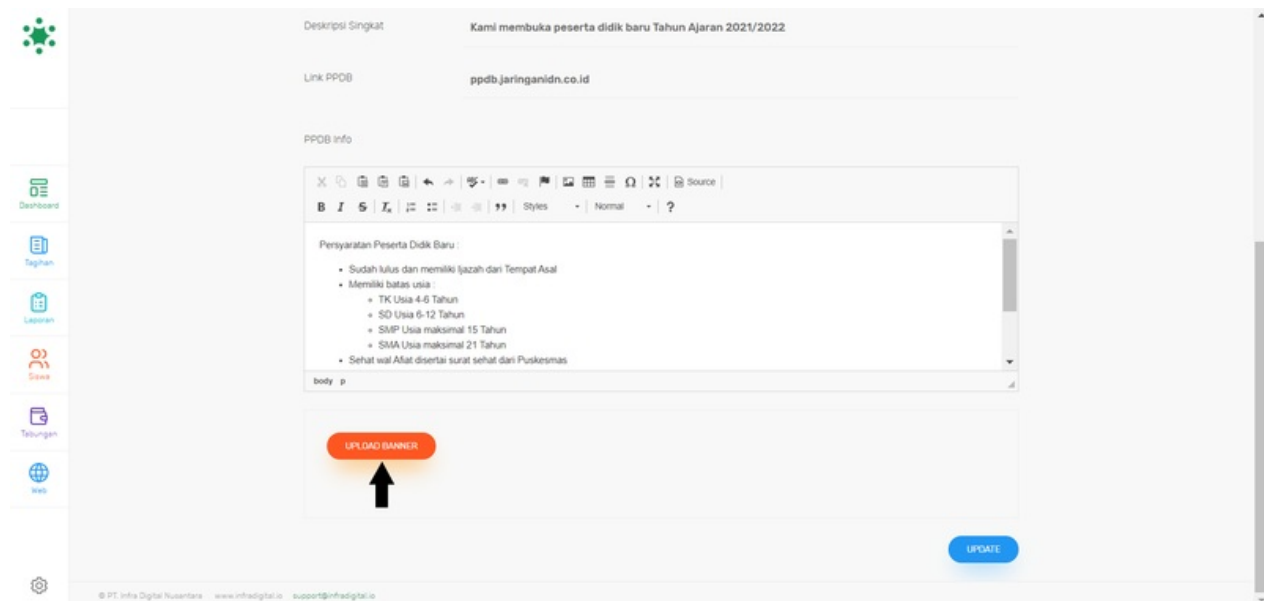 Deskripsi Singkat
Kami membuka peserta didik baru Tahun Ajaran 2021/2022
Link PPDB
ppdb.jaringanidn.co.id
PPDB Info
Source
B I S Tx Styles Normal ?
Persyaratan Peserta Didik Baru :
Sudah lulus dan memiliki Ijazah dari Tempat Asal
Memiliki batas usia :
TK Usia 4-6 Tahun
SD Usia 6-12 Tahun
SMP Usia maksimal 15 Tahun
SMA Usia maksimal 21 Tahun
Sehat wal Afiat disertai surat sehat dari Puskesmas
body p
UPLOAD BANNER
UPDATE
Dashboard
Tagihan
Laporan
Siswa
Tabungan
Web
© PT. Infra Digital Nusantara www.infradigital.io support@infradigital.io